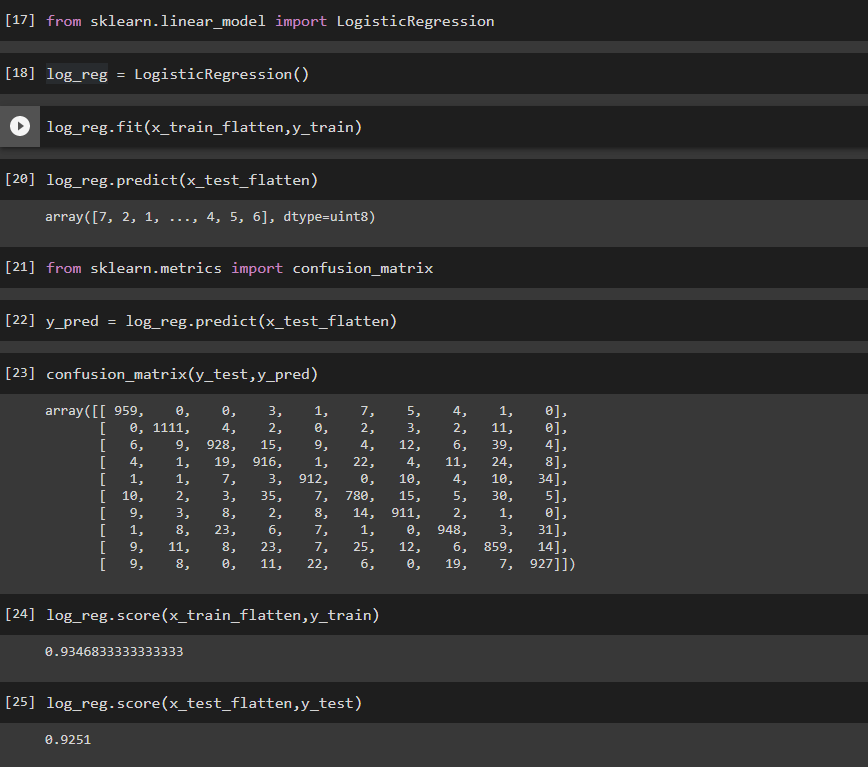 [17] from sklearn.linear_model import LogisticRegression
[18] log_reg = LogisticRegression()
log_reg.fit(x_train_flatten,y_train)
[20] log_reg.predict(x_test_flatten)
array([7, 2, 1, ..., 4, 5, 6], dtype=uint8)
[21] from sklearn.metrics import confusion_matrix
[22] y_pred = log_reg.predict(x_test_flatten)
[23] confusion_matrix(y_test,y_pred)
array([[ 959,    0,    0,    3,    1,    7,    5,    4,    1,    0],
[   0, 1111,    4,    2,    0,    2,    3,    2,   11,    0],
[   6,    9,  928,   15,    9,    4,   12,    6,   39,    4],
[   4,    1,   19,  916,    1,   22,    4,   11,   24,    8],
[   1,    1,    7,    3,  912,    0,   10,    4,   10,   34],
[  10,    2,    3,   35,    7,  780,   15,    5,   30,    5],
[   9,    3,    8,    2,    8,   14,  911,    2,    1,    0],
[   1,    8,   23,    6,    7,    1,    0,  948,    3,   31],
[   9,   11,    8,   23,    7,   25,   12,    6,  859,   14],
[   9,    8,    0,   11,   22,    6,    0,   19,    7,  927]])
[24] log_reg.score(x_train_flatten,y_train)
0.9346833333333333
[25] log_reg.score(x_test_flatten,y_test)
0.9251